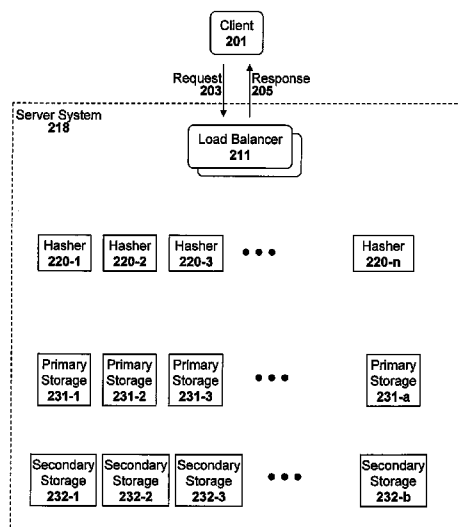 Client
201
Request
203
Response
205
Server System
218
Load Balancer
211
Hasher
220-1
Hasher
220-2
Hasher
220-3
Hasher
220-n
Primary
Storage
231-1
Primary
Storage
231-2
Primary
Storage
231-3
Primary
Storage
231-a
Secondary
Storage
232-1
Secondary
Storage
232-2
Secondary
Storage
232-3
Secondary
Storage
232-b